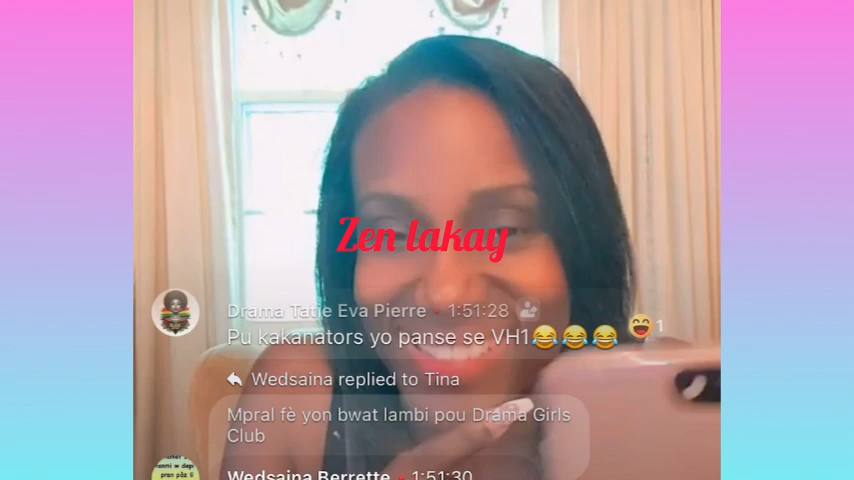 Zen lakay
Drama Tatie Eva Pierre • 1:51:28
Pu kakanators yo panse se VH1😂😂😂
1
Wedsaina replied to Tina
Mpral fè yon bwat lambi pou Drama Girls
Club
Wedsaina Berrette • 1:51:30